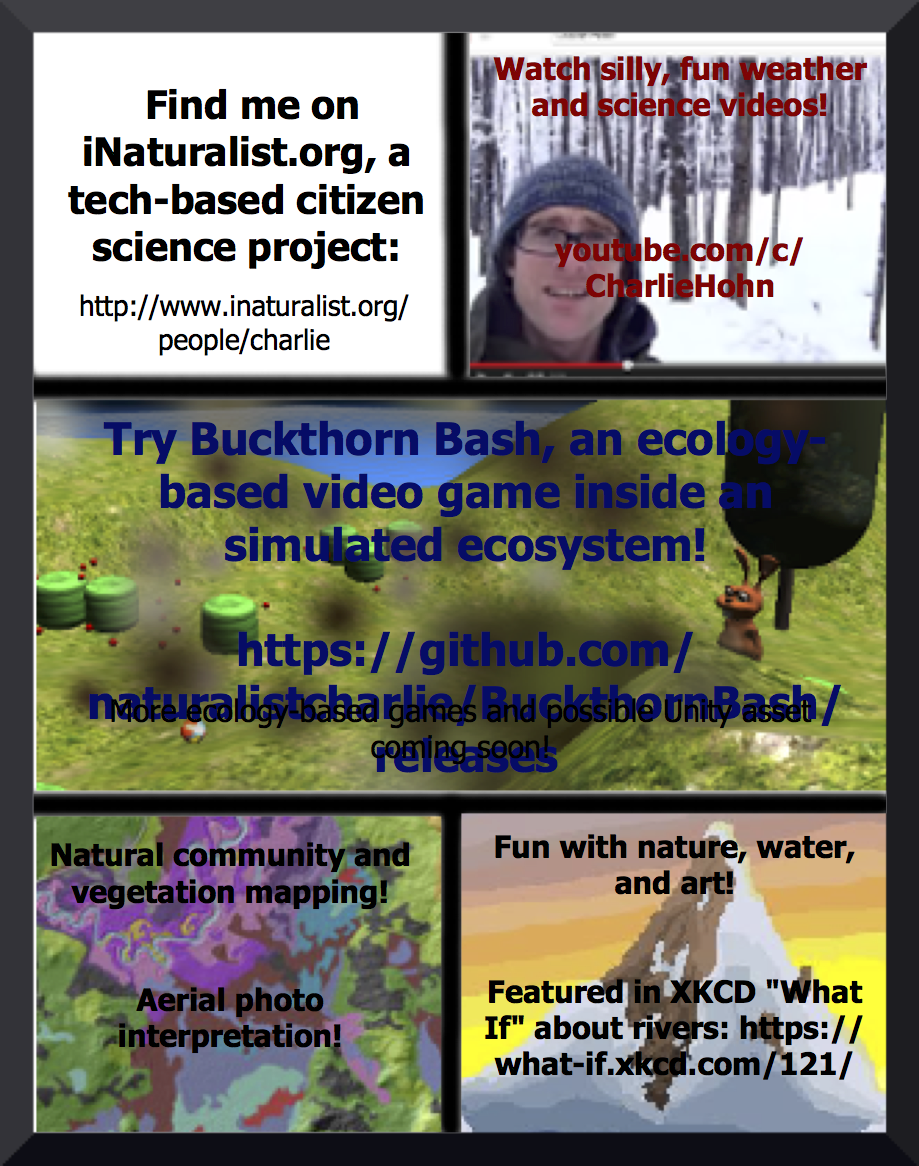 Find me on
iNaturalist.org, a
tech-based citizen
science project:
http://www.inaturalist.org/
people/charlie
Watch silly, fun weather
and science videos!
youtube.com/c/
CharlieHohn
Try Buckthorn Bash, an ecology-
based video game inside an
simulated ecosystem!
https://github.com/
naturalistcharlie/BuckthornBash/
releases
More ecology-based games and possible Unity asset
coming soon!
Natural community and
vegetation mapping!
Aerial photo
interpretation!
Fun with nature, water,
and art!
Featured in XKCD "What
If" about rivers: https://
what-if.xkcd.com/121/